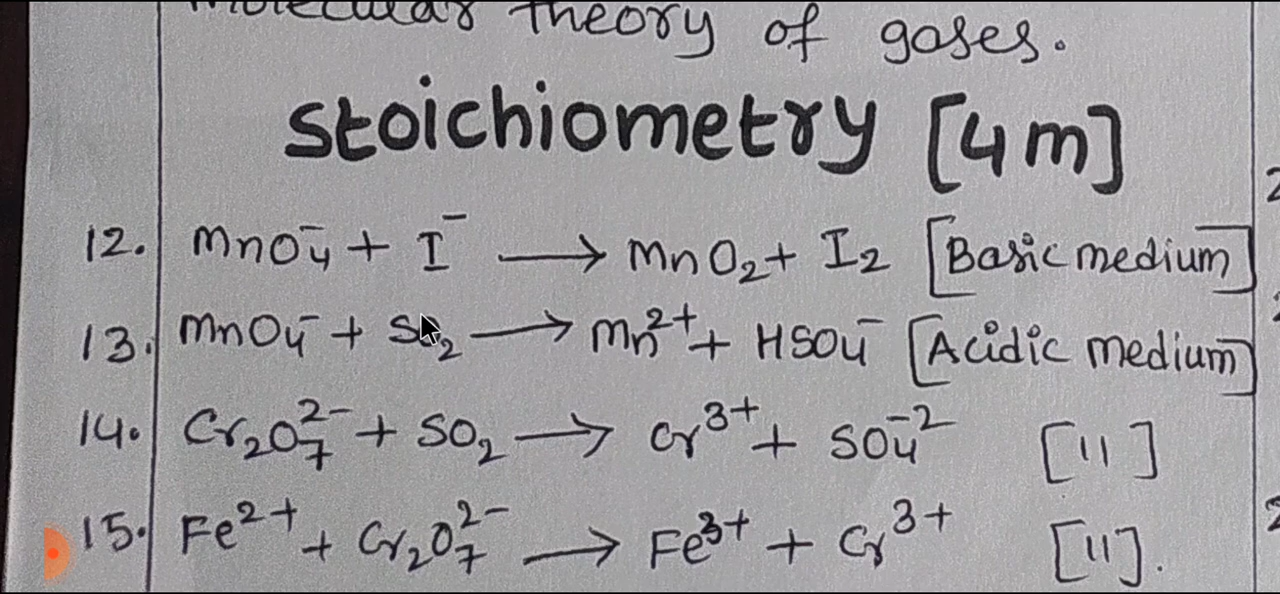 molecular theory of gases.
Stoichiometry [4m]
12. MnO₄⁻ + I⁻ ⟶ MnO₂ + I₂ [Basic medium]
13. MnO₄⁻ + SO₂ ⟶ Mn²⁺ + HSO₄⁻ [Acidic medium]
14. Cr₂O₇²⁻ + SO₂ ⟶ Cr³⁺ + SO₄⁻² [11]
15. Fe²⁺ + Cr₂O₇²⁻ ⟶ Fe³⁺ + Cr³⁺ [11].